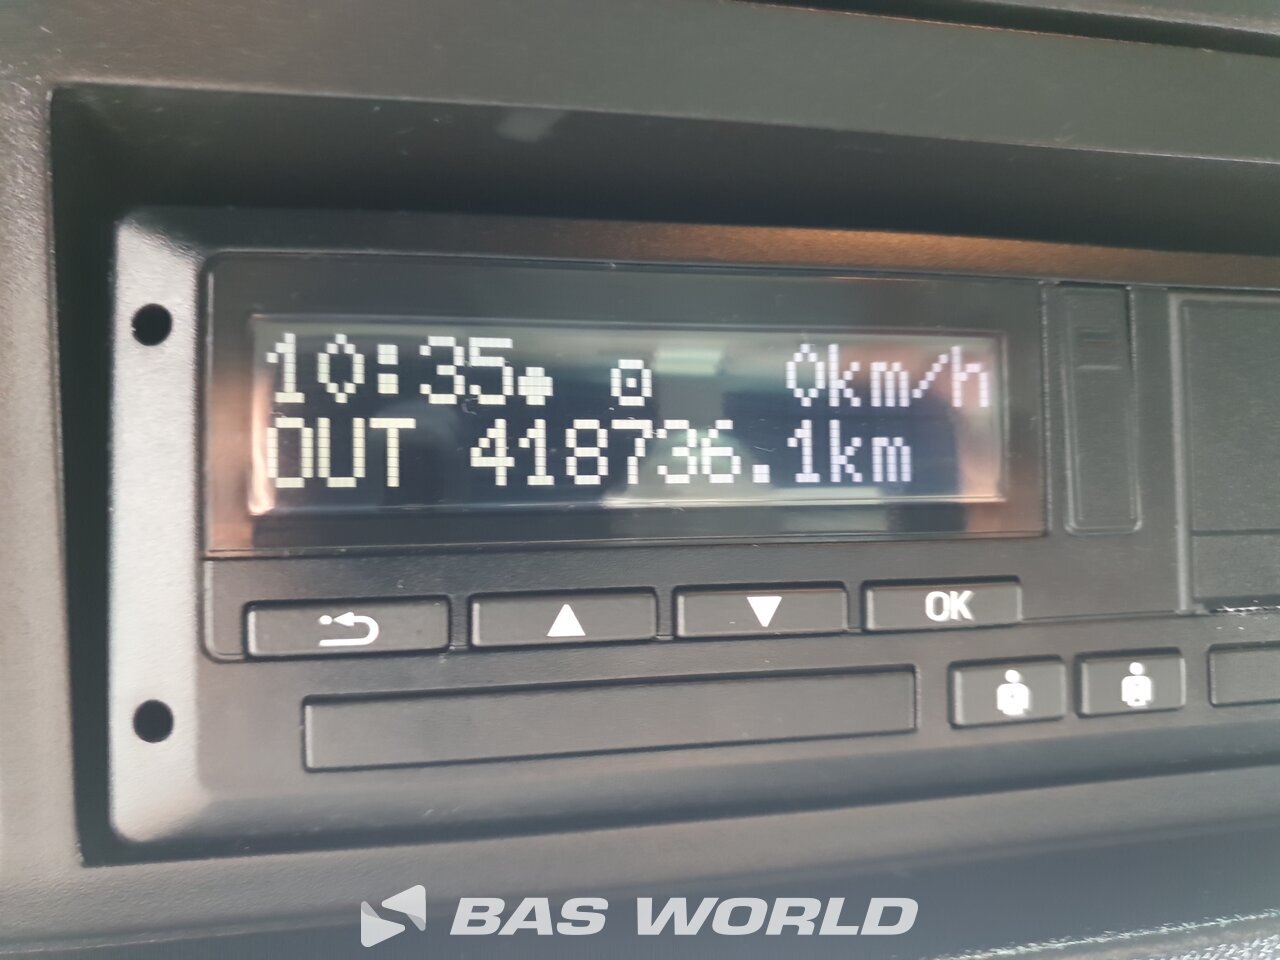 10:35 0km/h
OUT 418736.1km
OK
BAS WORLD